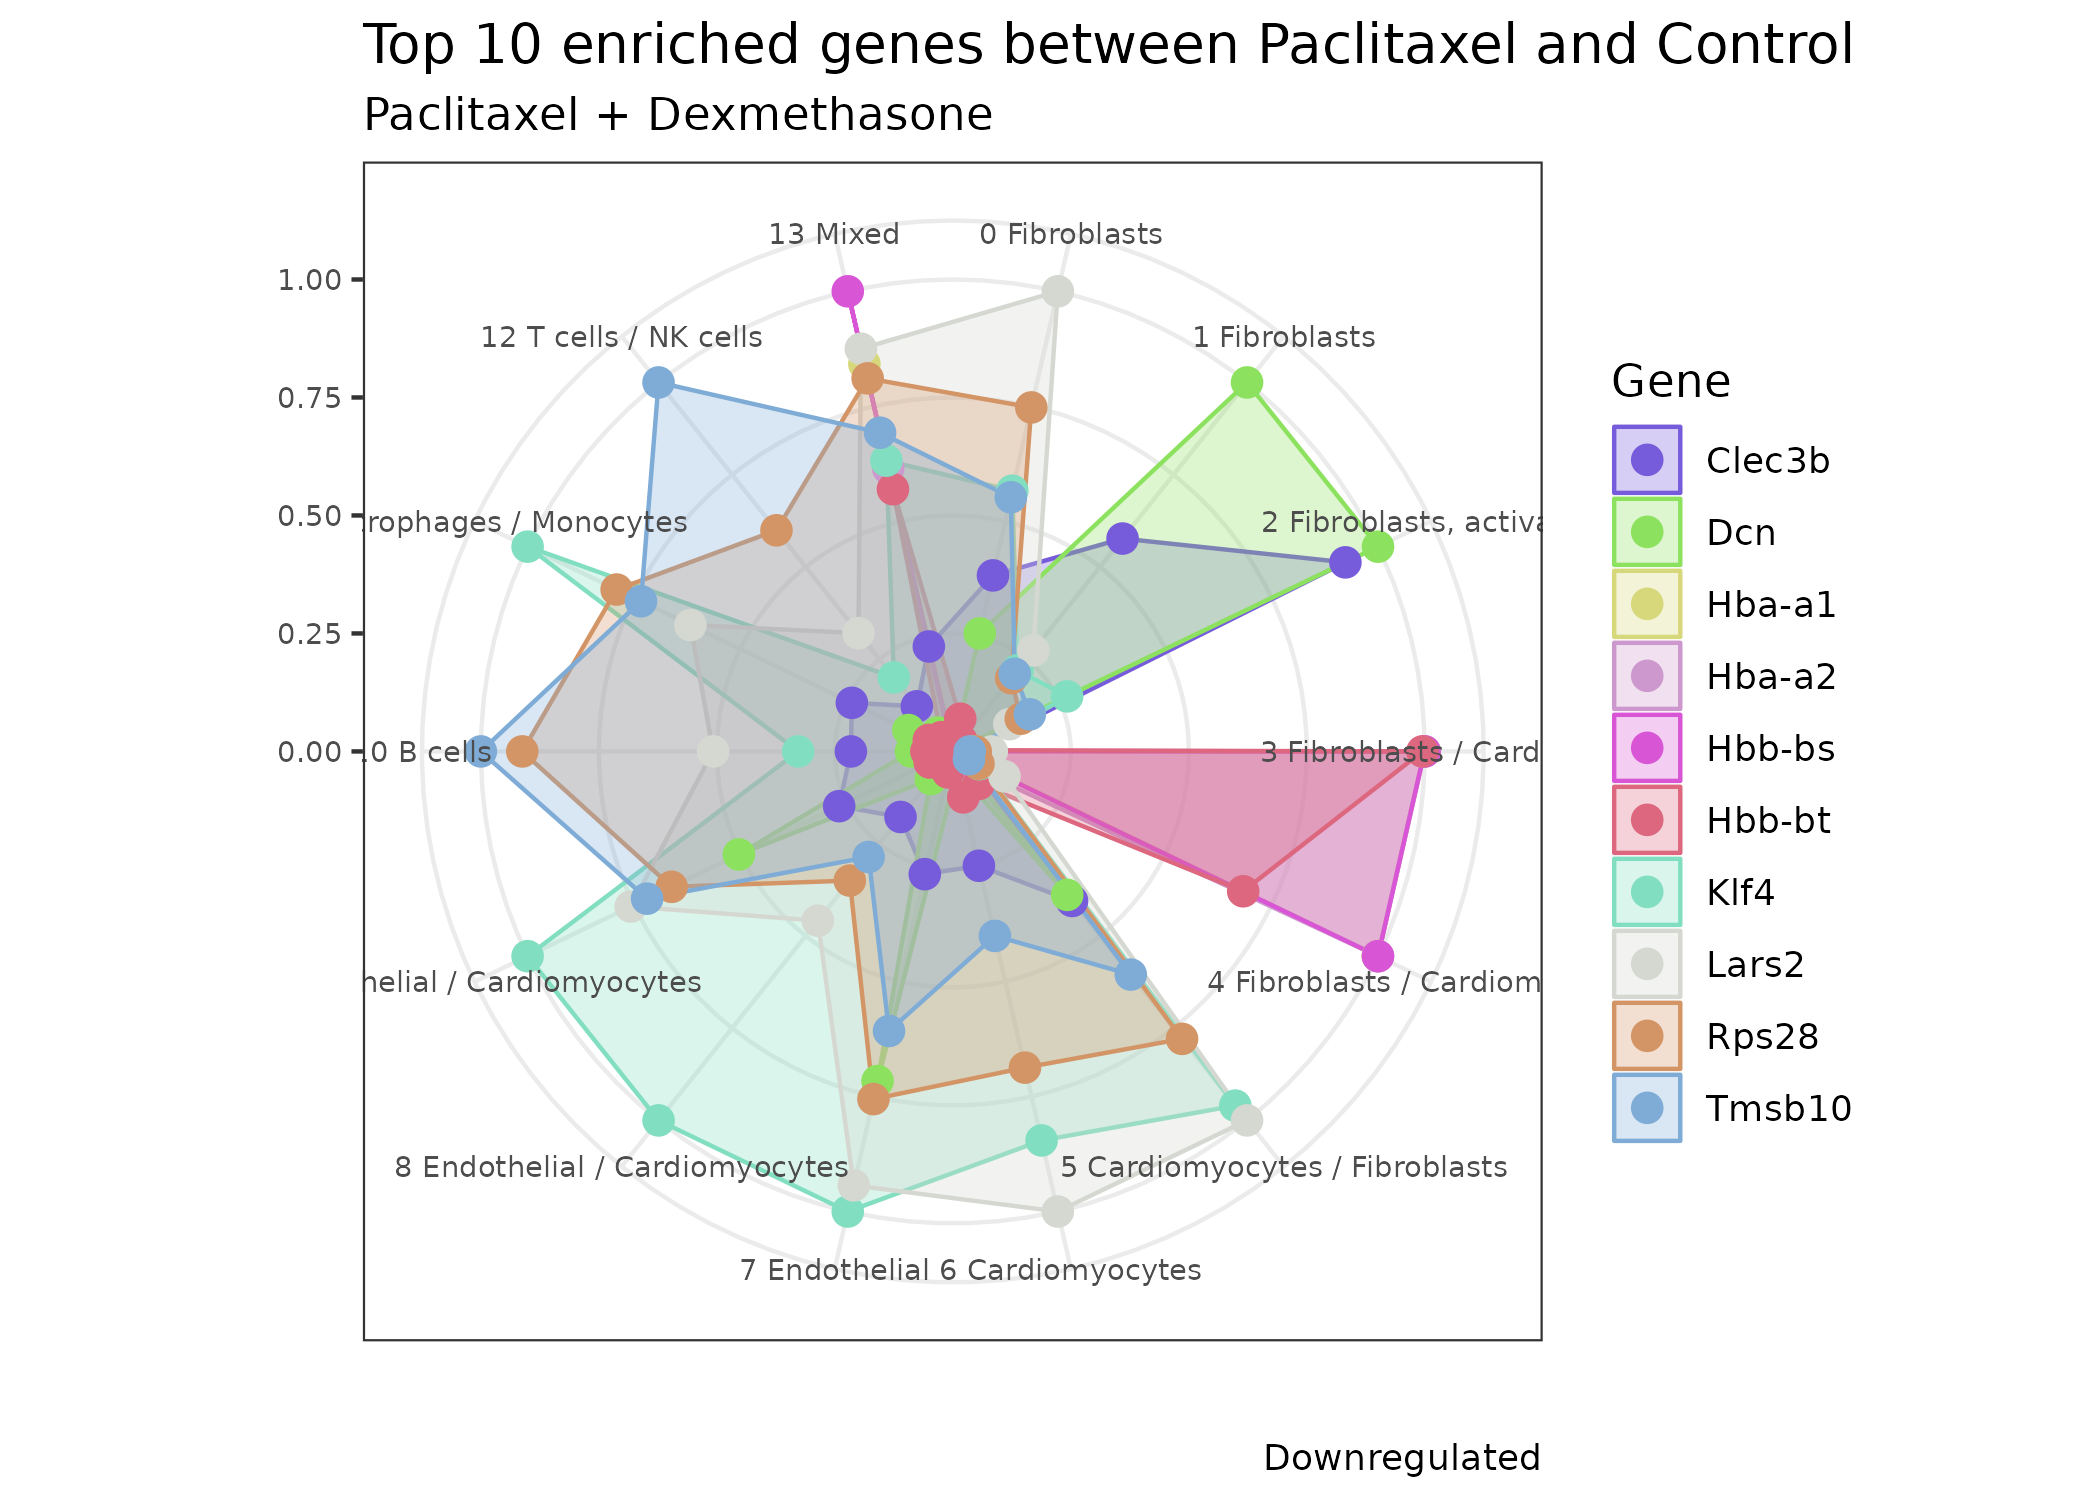 Top 10 enriched genes between Paclitaxel and Control
Paclitaxel + Dexmethasone
13 Mixed
0 Fibroblasts
1.00
12 T cells / NK cells
1 Fibroblasts
0.75
0.50
rophages / Monocytes
2 Fibroblasts, activa
0.25
0.00
0 B cells
3 Fibroblasts / Card
helial / Cardiomyocytes
4 Fibroblasts / Cardiom
8 Endothelial / Cardiomyocytes
5 Cardiomyocytes / Fibroblasts
7 Endothelial
6 Cardiomyocytes
Gene
Clec3b
Dcn
Hba-a1
Hba-a2
Hbb-bs
Hbb-bt
Klf4
Lars2
Rps28
Tmsb10
Downregulated